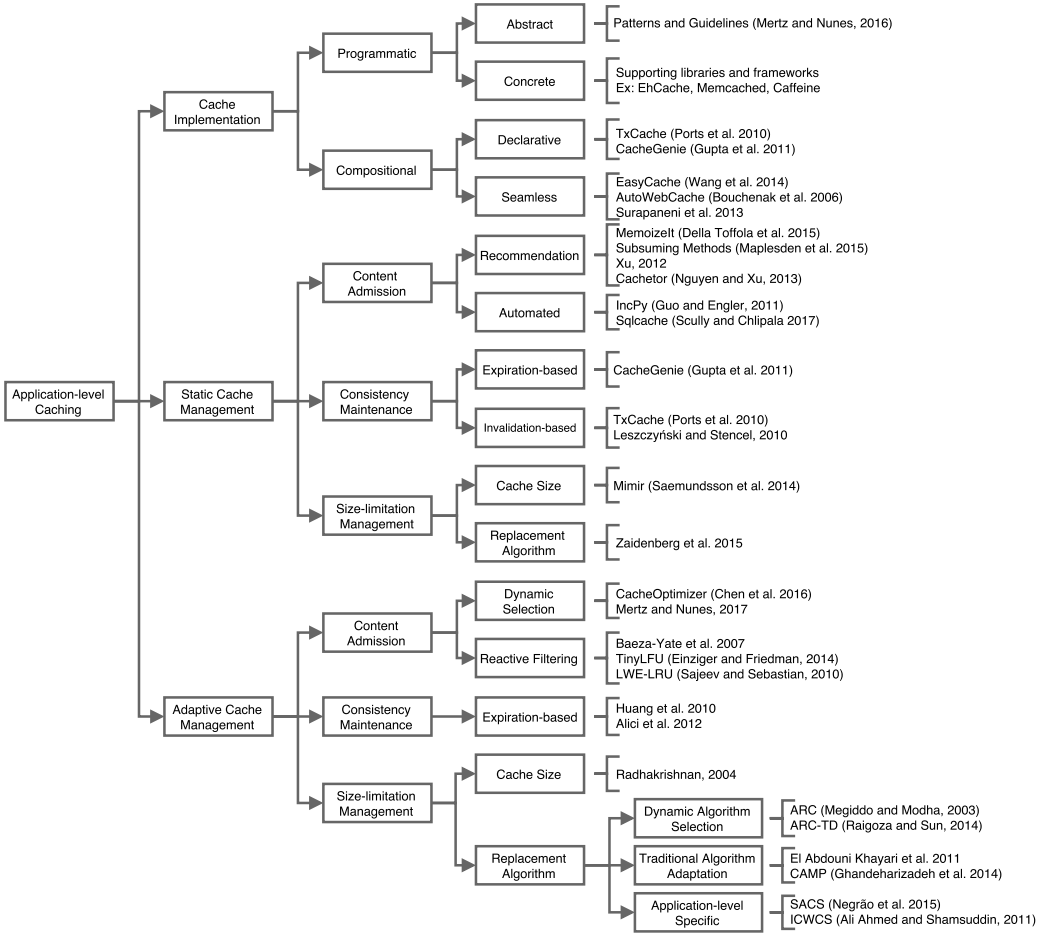 Application-level
Caching
Cache
Implementation
Programmatic
Abstract
Patterns and Guidelines (Mertz and Nunes, 2016)
Concrete
Supporting libraries and frameworks
Ex: EhCache, Memcached, Caffeine
Compositional
Declarative
TxCache (Ports et al. 2010)
CacheGenie (Gupta et al. 2011)
Seamless
EasyCache (Wang et al. 2014)
AutoWebCache (Bouchenak et al. 2006)
Surapaneni et al. 2013
Static Cache
Management
Content
Admission
Recommendation
MemoizeIt (Della Toffola et al. 2015)
Subsuming Methods (Maplesden et al. 2015)
Xu, 2012
Cachetor (Nguyen and Xu, 2013)
Automated
IncPy (Guo and Engler, 2011)
Sqlcache (Scully and Chlipala 2017)
Consistency
Maintenance
Expiration-based
CacheGenie (Gupta et al. 2011)
Invalidation-based
TxCache (Ports et al. 2010)
Leszczyński and Stencel, 2010
Size-limitation
Management
Cache Size
Mimir (Saemundsson et al. 2014)
Replacement
Algorithm
Zaidenberg et al. 2015
Adaptive Cache
Management
Content
Admission
Dynamic
Selection
CacheOptimizer (Chen et al. 2016)
Mertz and Nunes, 2017
Reactive Filtering
Baeza-Yate et al. 2007
TinyLFU (Einziger and Friedman, 2014)
LWE-LRU (Sajeev and Sebastian, 2010)
Consistency
Maintenance
Expiration-based
Huang et al. 2010
Alici et al. 2012
Size-limitation
Management
Cache Size
Radhakrishnan, 2004
Replacement
Algorithm
Dynamic Algorithm
Selection
ARC (Megiddo and Modha, 2003)
ARC-TD (Raigoza and Sun, 2014)
Traditional Algorithm
Adaptation
El Abdouni Khayari et al. 2011
CAMP (Ghandeharizadeh et al. 2014)
Application-level
Specific
SACS (Negrão et al. 2015)
ICWCS (Ali Ahmed and Shamsuddin, 2011)